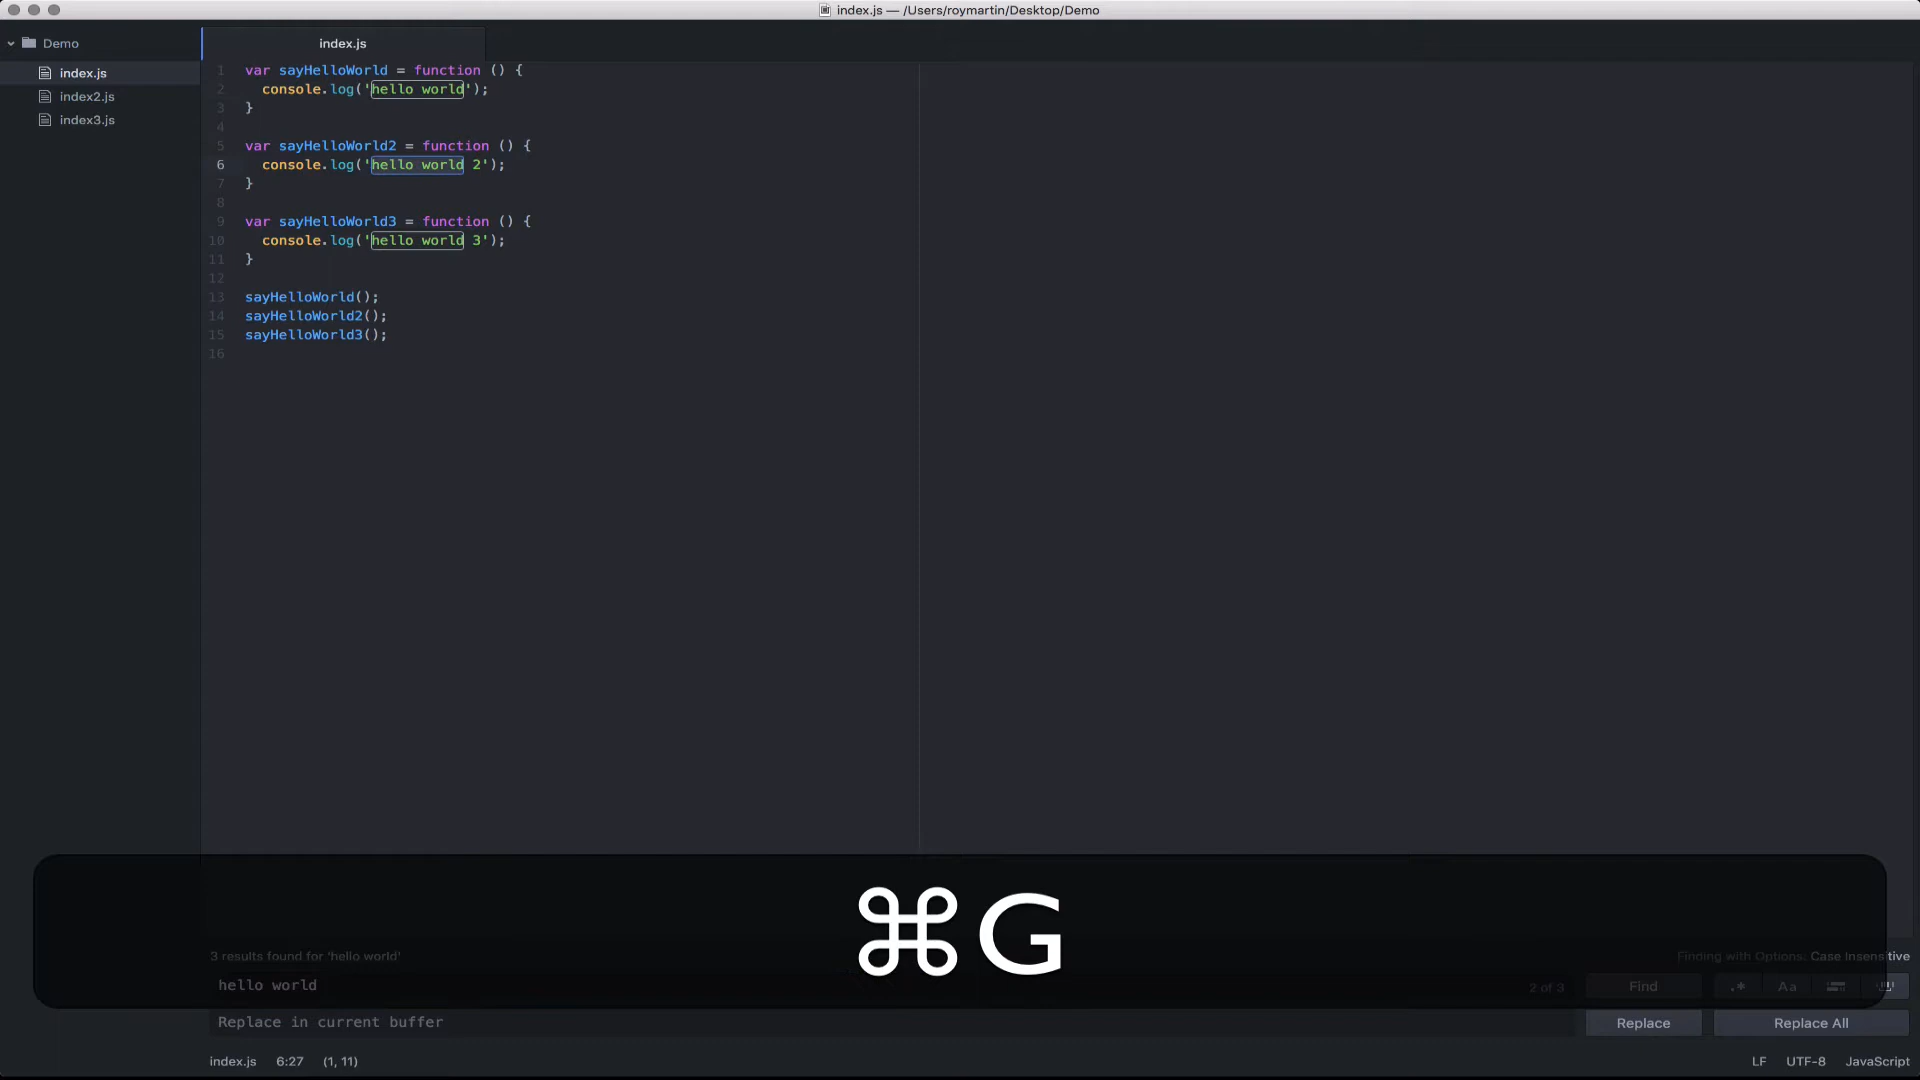 index.js — /Users/roymartin/Desktop/Demo
Demo
index.js
index2.js
index3.js
index.js
1 var sayHelloWorld = function () {
2 console.log('hello world');
3 }
4
5 var sayHelloWorld2 = function () {
6 console.log('hello world 2');
7 }
8
9 var sayHelloWorld3 = function () {
10 console.log('hello world 3');
11 }
12
13 sayHelloWorld();
14 sayHelloWorld2();
15 sayHelloWorld3();
16
⌘G
3 results found for 'hello world'
Finding with Options: Case Insensitive
hello world
2 of 3
Find
.*
Aa
Replace in current buffer
Replace
Replace All
index.js 6:27 (1, 11)
LF UTF-8 JavaScript